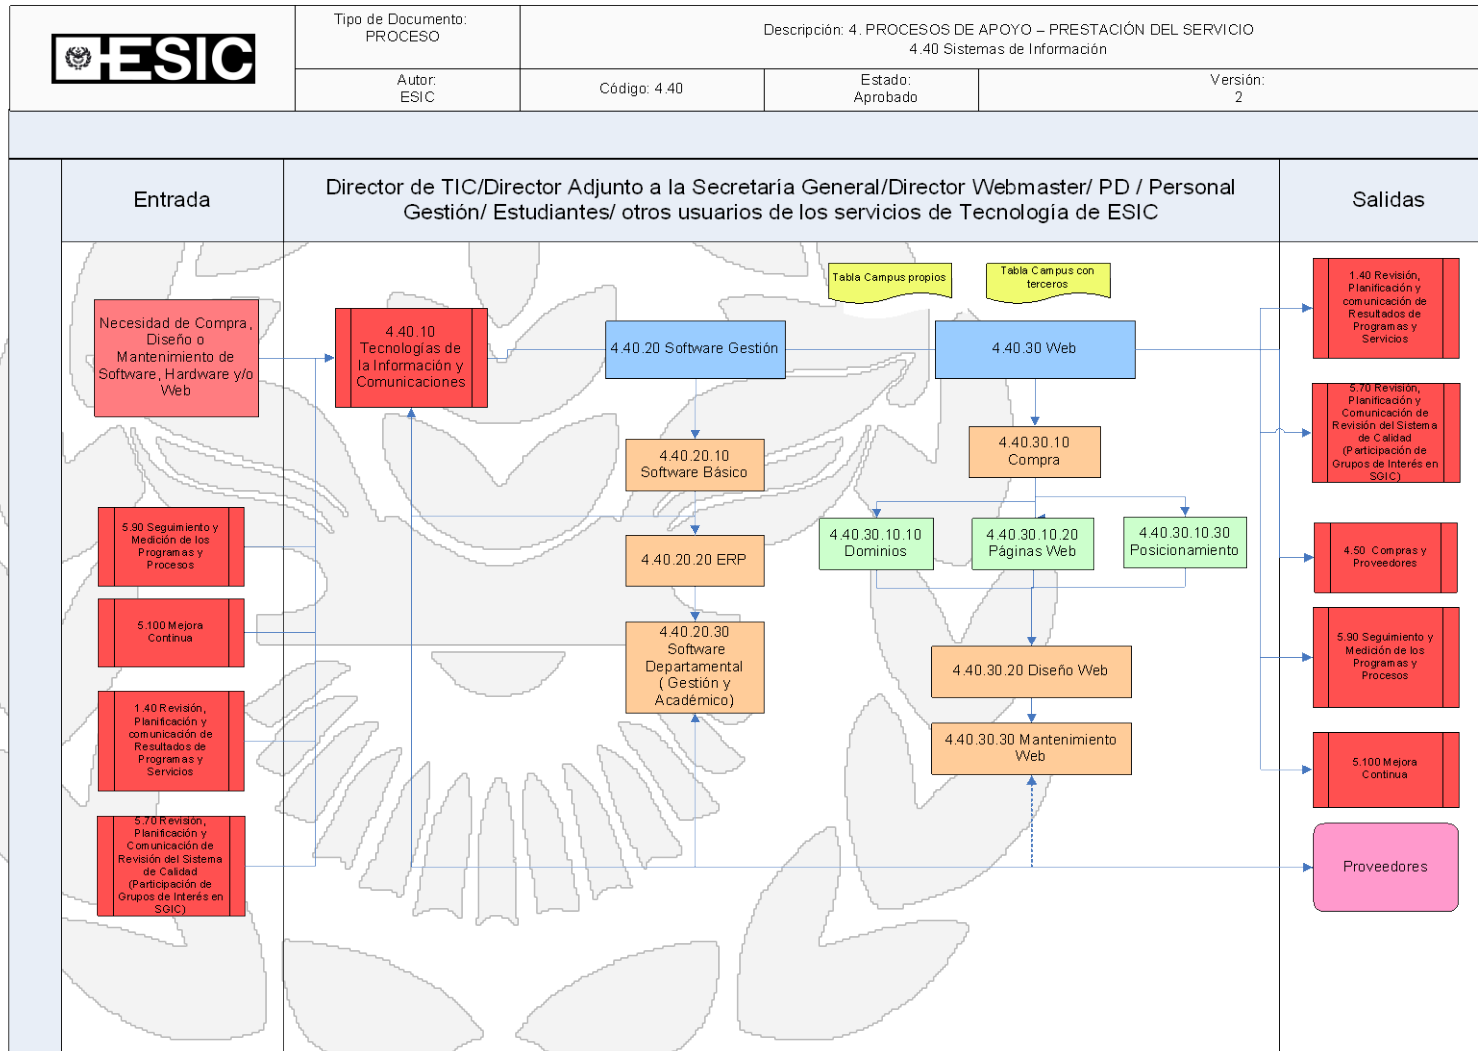 ESIC
Tipo de Documento:
PROCESO
Descripción: 4. PROCESOS DE APOYO – PRESTACIÓN DEL SERVICIO
4.40 Sistemas de Información
Autor:
ESIC
Código: 4.40
Estado:
Aprobado
Versión:
2
Entrada
Director de TIC/Director Adjunto a la Secretaría General/Director Webmaster/ PD / Personal
Gestión/ Estudiantes/ otros usuarios de los servicios de Tecnología de ESIC
Salidas
Necesidad de Compra,
Diseño o
Mantenimiento de
Software, Hardware y/o
Web
5.90 Seguimiento y
Medición de los
Programas y
Procesos
5.100 Mejora
Continua
1.40 Revisión,
Planificación y
comunicación de
Resultados de
Programas y
Servicios
5.70 Revisión,
Planificación y
Comunicación de
Revisión del Sistema
de Calidad
(Participación de
Grupos de Interés en
SGIC)
4.40.10
Tecnologías de
la Información y
Comunicaciones
4.40.20 Software Gestión
4.40.20.10
Software Básico
4.40.20.20 ERP
4.40.20.30
Software
Departamental
( Gestión y
Académico)
Tabla Campus propios
Tabla Campus con
terceros
4.40.30 Web
4.40.30.10
Compra
4.40.30.10.10
Dominios
4.40.30.10.20
Páginas Web
4.40.30.10.30
Posicionamiento
4.40.30.20 Diseño Web
4.40.30.30 Mantenimiento
Web
1.40 Revisión,
Planificación y
comunicación de
Resultados de
Programas y
Servicios
5.70 Revisión,
Planificación y
Comunicación de
Revisión del Sistema
de Calidad
(Participación de
Grupos de Interés en
SGIC)
4.50 Compras y
Proveedores
5.90 Seguimiento y
Medición de los
Programas y
Procesos
5.100 Mejora
Continua
Proveedores